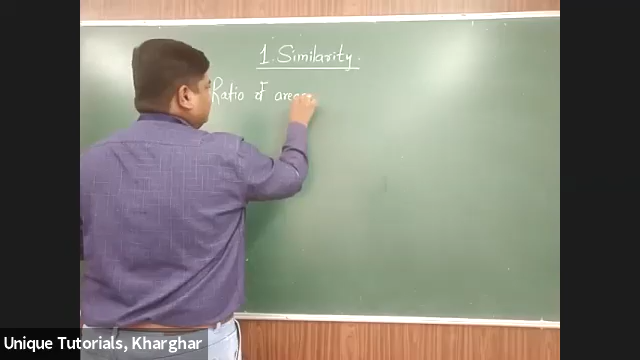 1. Similarity.
Ratio of areas
Unique Tutorials, Kharghar